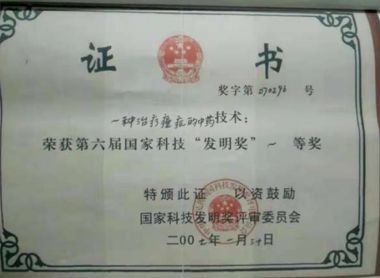 证 书
奖字第 070296 号
一种治疗癌症的中药技术:
荣获第六届国家科技“发明奖”一 等奖
特颁此证 以资鼓励
国家科技发明奖评审委员会
二00七年一月二十日